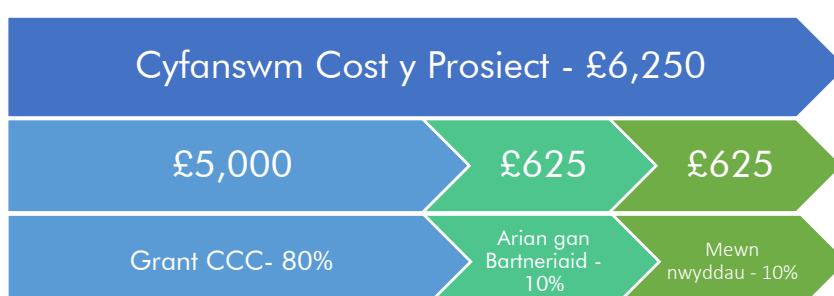 Cyfanswm Cost y Prosiect - £6,250
£5,000
£625
£625
Grant CCC- 80%
Arian gan
Bartneriaid -
10%
Mewn
nwyddau - 10%